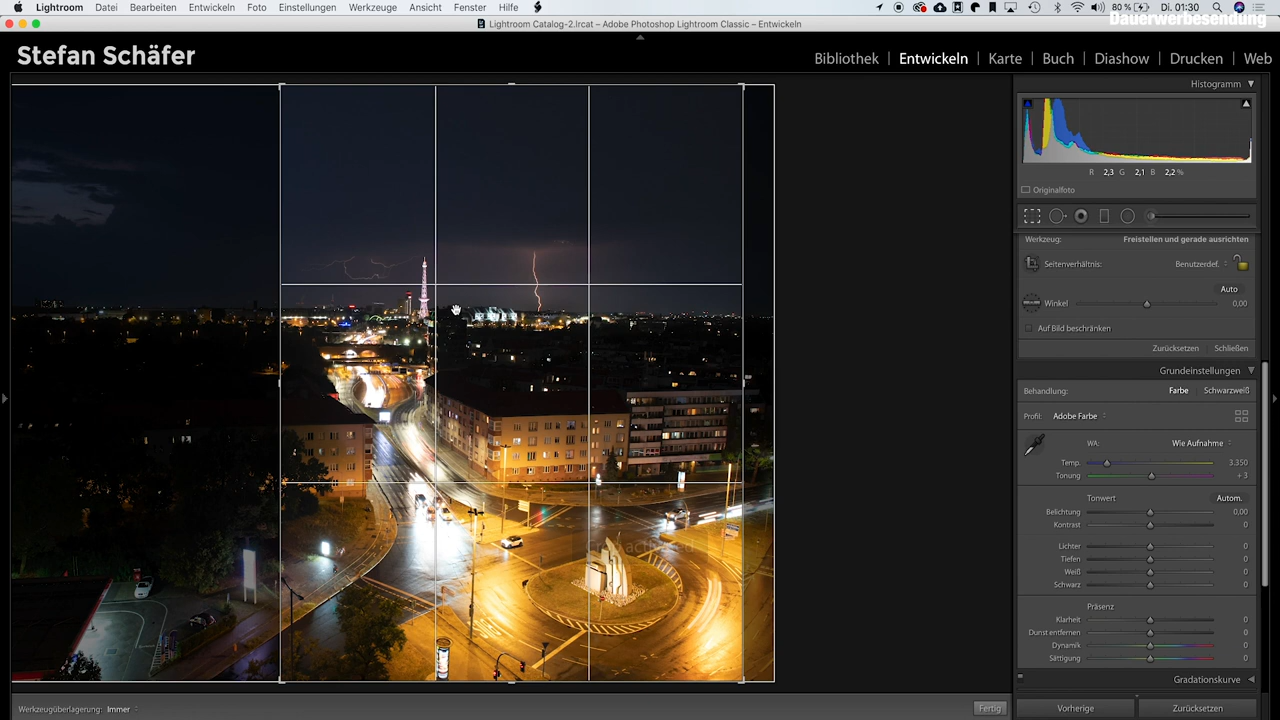 Lightroom Datei Bearbeiten Entwickeln Foto Einstellungen Werkzeuge Ansicht Fenster Hilfe
80 % Di. 01:30
Dauerwerbesendung
Lightroom Catalog-2.lrcat – Adobe Photoshop Lightroom Classic – Entwickeln
Stefan Schäfer
Bibliothek | Entwickeln | Karte | Buch | Diashow | Drucken | Web
Histogramm
R 2,3 G 2,1 B 2,2 %
Originalfoto
Werkzeug: Freistellen und gerade ausrichten
Seitenverhältnis: Benutzerdef.
Auto
Winkel 0,00
Auf Bild beschränken
Zurücksetzen Schließen
Grundeinstellungen
Behandlung: Farbe Schwarzweiß
Profil: Adobe Farbe
WA: Wie Aufnahme
Temp. 3.350
Tonung + 3
Tonwert Autom.
Belichtung 0,00
Kontrast 0
Lichter 0
Tiefen 0
Weiß 0
Schwarz 0
Präsenz
Klarheit 0
Dunst entfernen 0
Dynamik 0
Sättigung 0
Gradationskurve
Werkzeugüberlagerung: Immer
Fertig
Vorherige Zurücksetzen